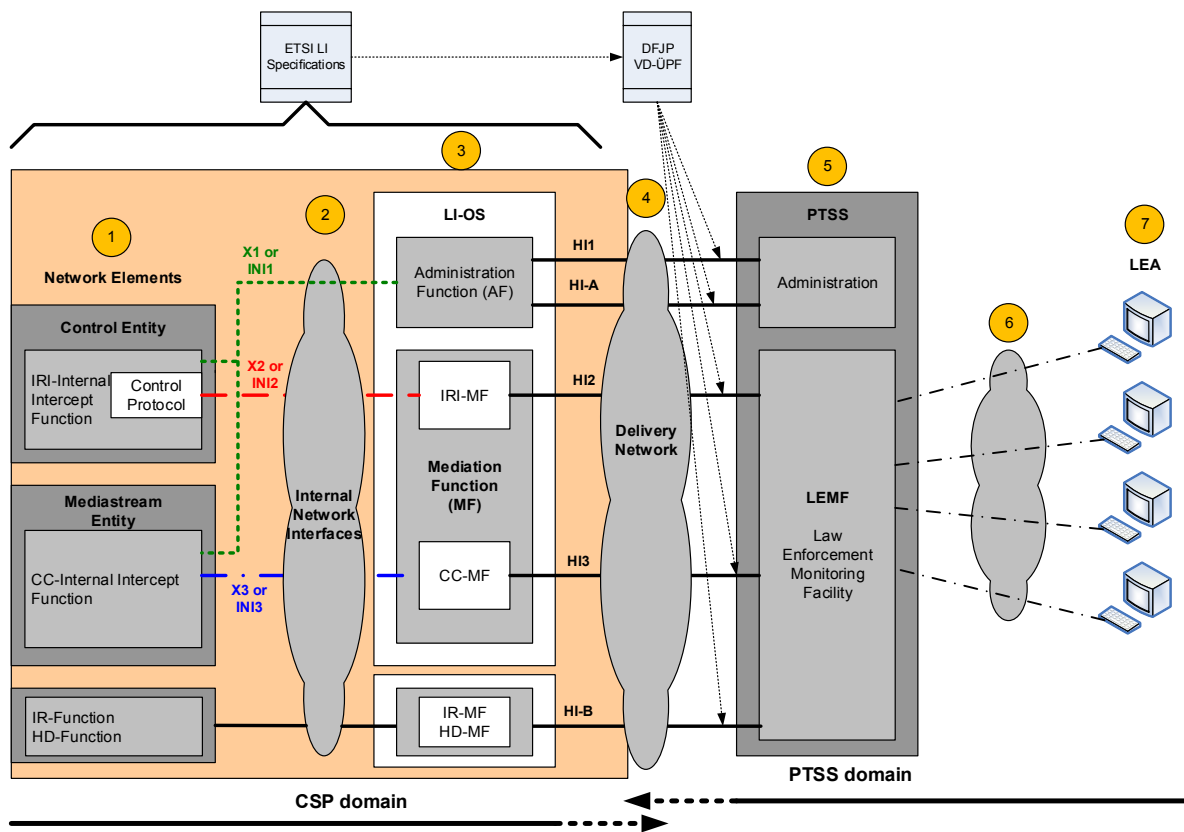 ETSI LI
Specifications
DFJP
VD-ÜPF
3
5
4
2
7
1
LI-OS
PTSS
LEA
Network Elements
X1 or
INI1
Administration
Function (AF)
HI1
HI-A
Administration
6
Control Entity
IRI-Internal
Intercept
Function
Control
Protocol
X2 or
INI2
IRI-MF
HI2
Mediation
Function
(MF)
Delivery
Network
Internal
Network
Interfaces
LEMF
Law
Enforcement
Monitoring
Facility
Mediastream
Entity
CC-Internal Intercept
Function
X3 or
INI3
CC-MF
HI3
IR-Function
HD-Function
IR-MF
HD-MF
HI-B
PTSS domain
CSP domain